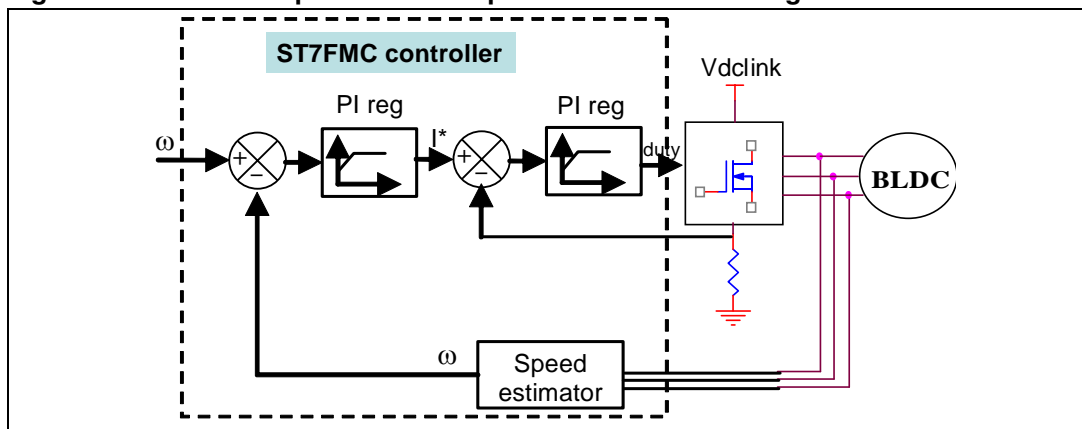 ST7FMC controller
Vdclink
PI reg
PI reg
ω
+
−
I*
+
−
duty
BLDC
ω
Speed
estimator